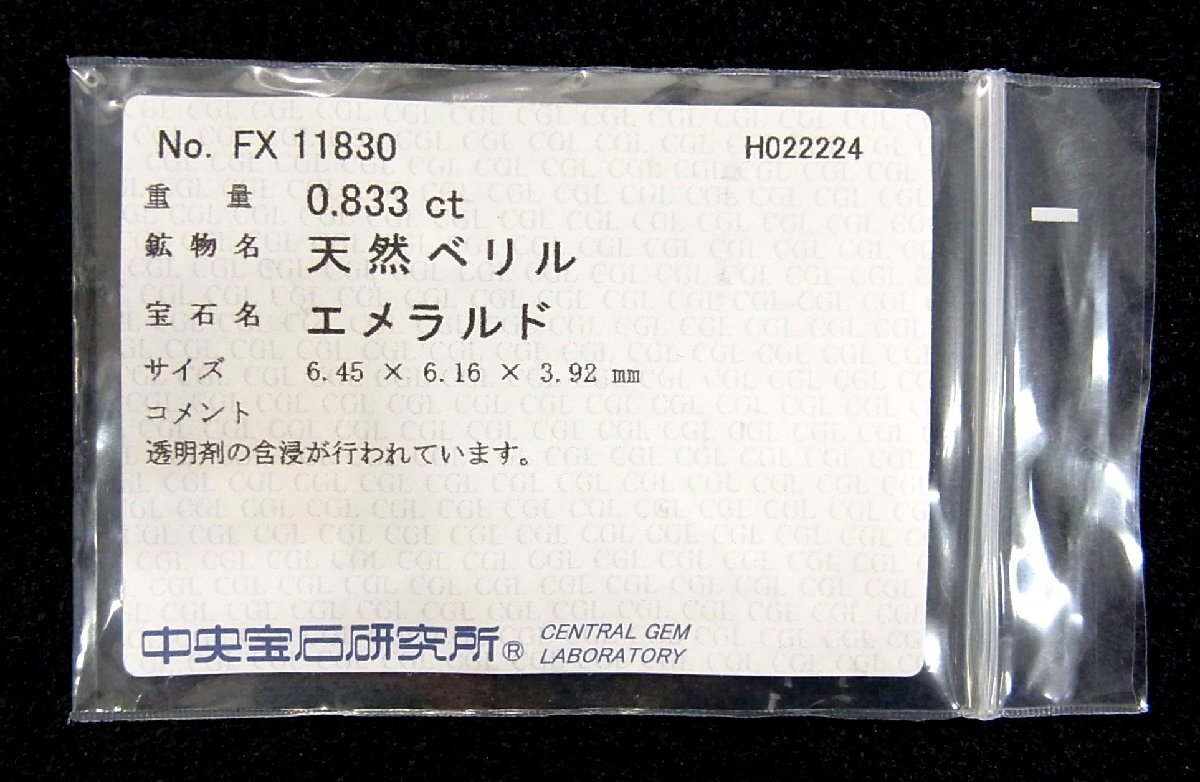 No. FX 11830 H022224
重量 0.833 ct
鉱物名 天然ベリル
宝石名 エメラルド
サイズ 6.45 × 6.16 × 3.92 mm
コメント
透明剤の含浸が行われています。
中央宝石研究所® CENTRAL GEM
LABORATORY